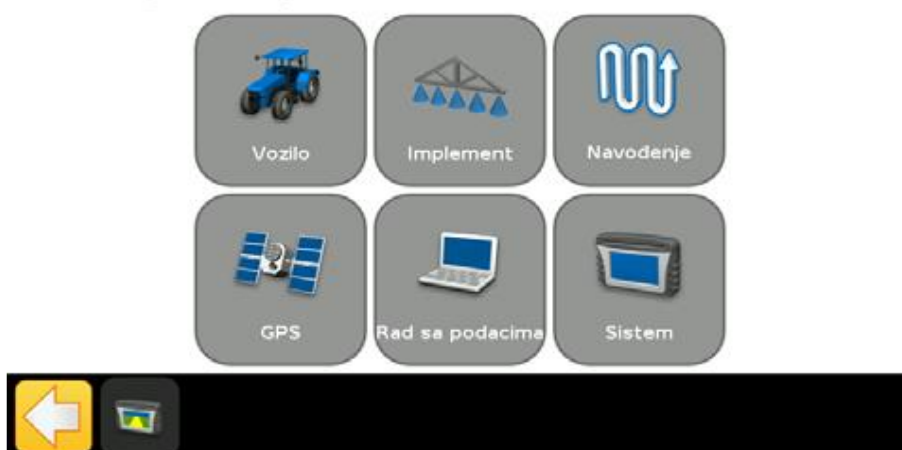 Vozilo
Implement
Navođenje
GPS
Rad sa podacima
Sistem